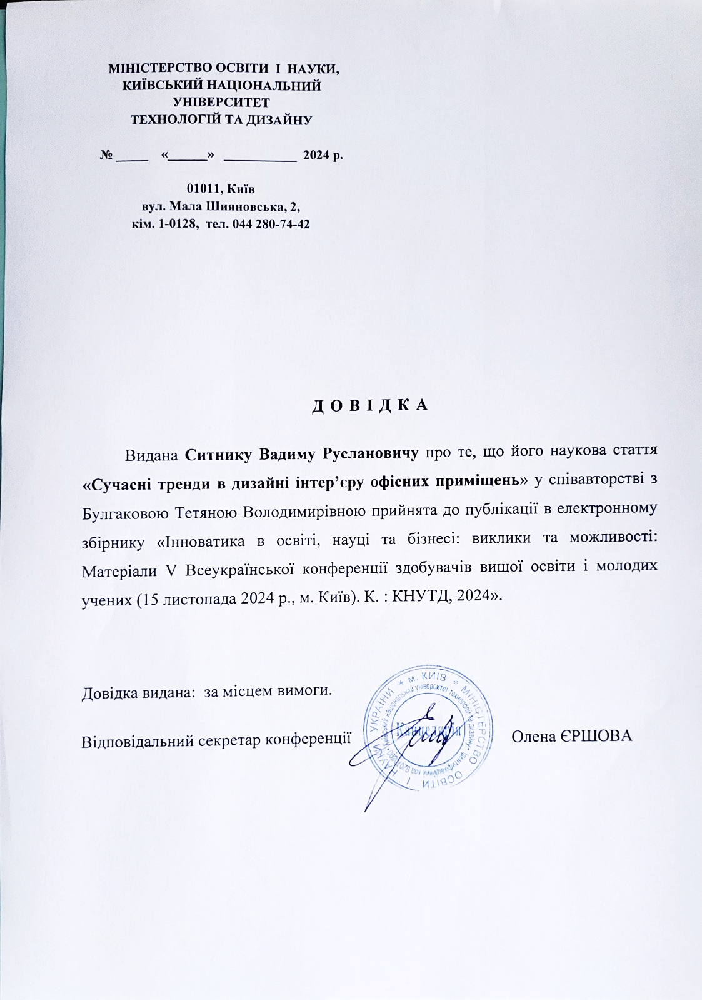 МІНІСТЕРСТВО ОСВІТИ І НАУКИ,
КИЇВСЬКИЙ НАЦІОНАЛЬНИЙ
УНІВЕРСИТЕТ
ТЕХНОЛОГІЙ ТА ДИЗАЙНУ
№ _____ «______» ___________ 2024 р.
01011, Київ
вул. Мала Шияновська, 2,
кім. 1-0128, тел. 044 280-74-42
Д О В І Д К А
Видана Ситнику Вадиму Руслановичу про те, що його наукова стаття
«Сучасні тренди в дизайні інтер’єру офісних приміщень» у співавторстві з
Булгаковою Тетяною Володимирівною прийнята до публікації в електронному
збірнику «Інноватика в освіті, науці та бізнесі: виклики та можливості:
Матеріали V Всеукраїнської конференції здобувачів вищої освіти і молодих
учених (15 листопада 2024 р., м. Київ). К. : КНУТД, 2024».
Довідка видана: за місцем вимоги.
Відповідальний секретар конференції
Олена ЄРШОВА
* м. КИЇВ * МІНІСТЕРСТВО ОСВІТИ І НАУКИ УКРАЇНИ
Київський національний університет технологій та дизайну * Ідентифікаційний код
Канцелярія